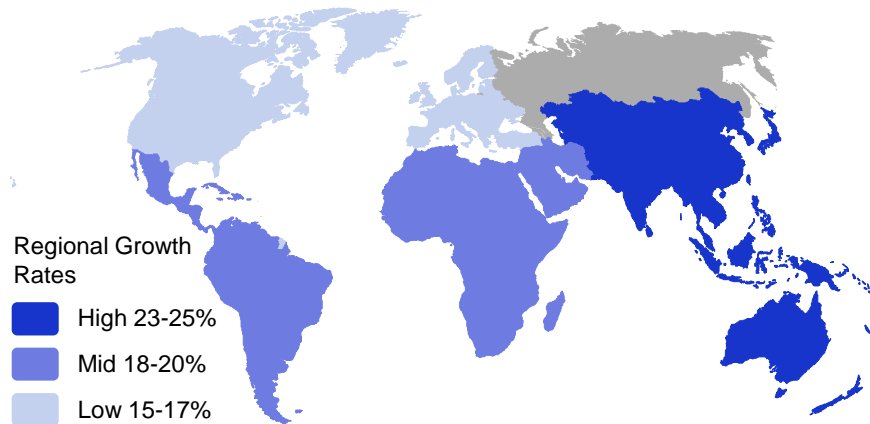 Regional Growth
Rates
High 23-25%
Mid 18-20%
Low 15-17%